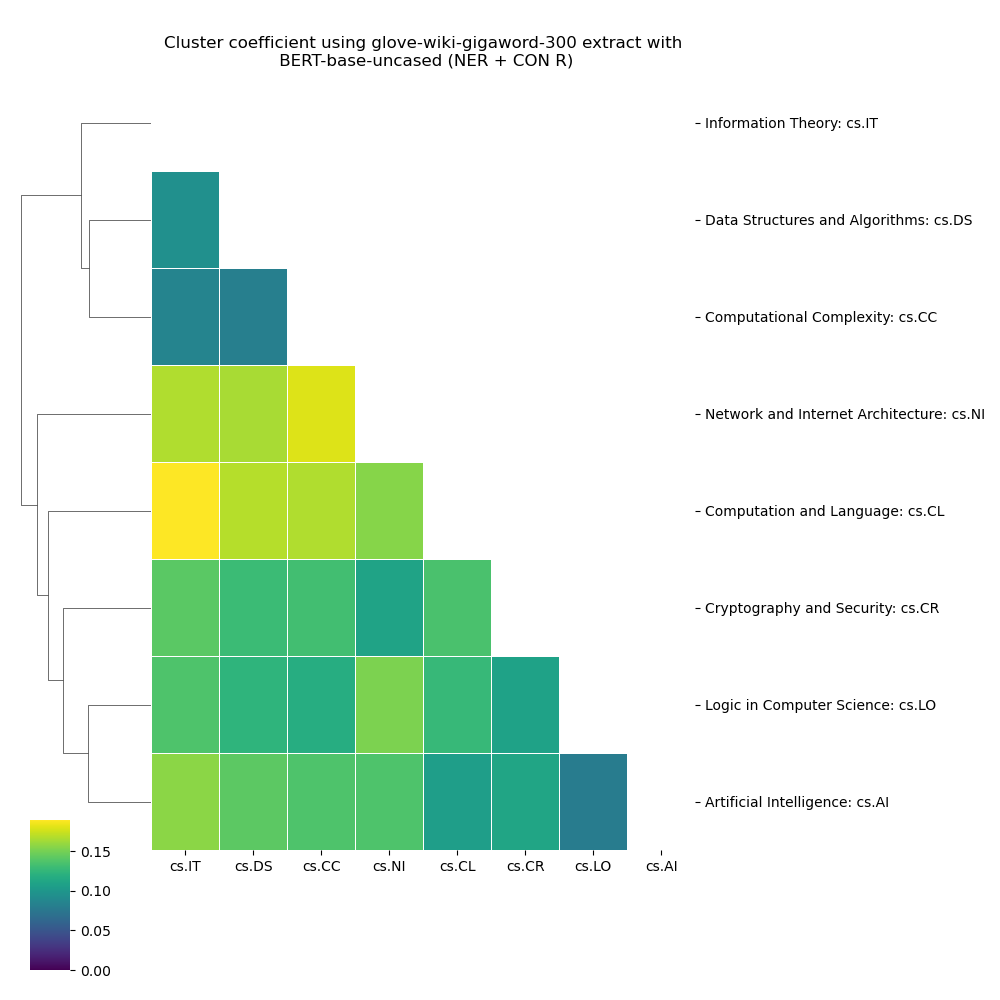 Cluster coefficient using glove-wiki-gigaword-300 extract with
BERT-base-uncased (NER + CON R)
Information Theory: cs.IT
Data Structures and Algorithms: cs.DS
Computational Complexity: cs.CC
Network and Internet Architecture: cs.NI
Computation and Language: cs.CL
Cryptography and Security: cs.CR
Logic in Computer Science: cs.LO
Artificial Intelligence: cs.AI
cs.IT cs.DS cs.CC cs.NI cs.CL cs.CR cs.LO cs.AI
0.15
0.10
0.05
0.00